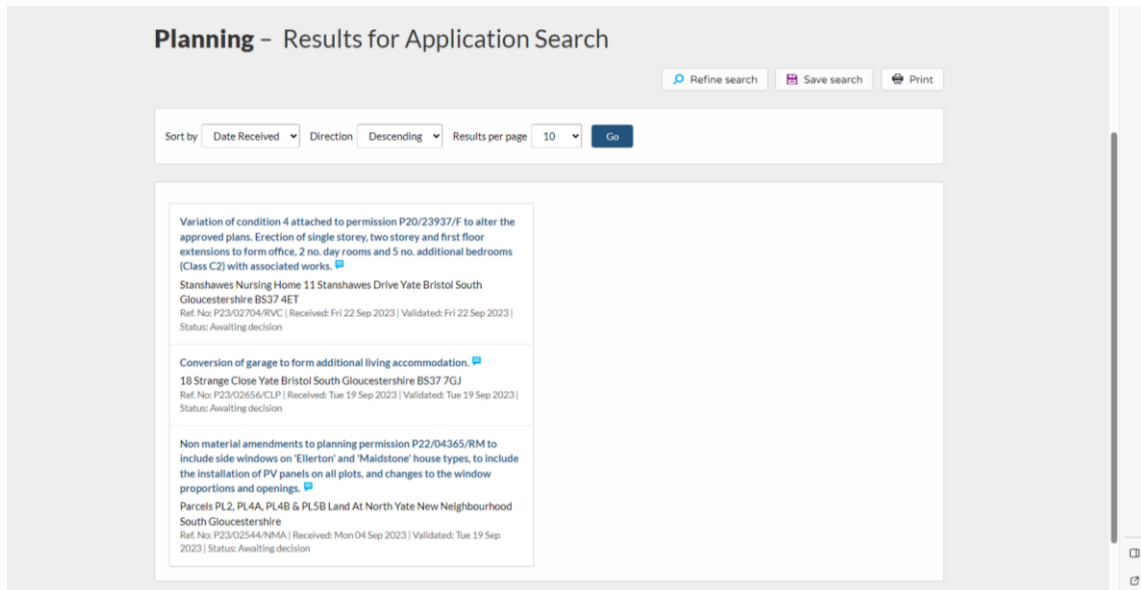 Planning – Results for Application Search
Refine search Save search Print
Sort by Date Received Direction Descending Results per page 10 Go
Variation of condition 4 attached to permission P20/23937/F to alter the
approved plans. Erection of single storey, two storey and first floor
extensions to form office, 2 no. day rooms and 5 no. additional bedrooms
(Class C2) with associated works.
Stanshawes Nursing Home 11 Stanshawes Drive Yate Bristol South
Gloucestershire BS37 4ET
Ref. No: P23/02704/RVC | Received: Fri 22 Sep 2023 | Validated: Fri 22 Sep 2023 |
Status: Awaiting decision
Conversion of garage to form additional living accommodation.
18 Strange Close Yate Bristol South Gloucestershire BS37 7GJ
Ref. No: P23/02656/CLP | Received: Tue 19 Sep 2023 | Validated: Tue 19 Sep 2023 |
Status: Awaiting decision
Non material amendments to planning permission P22/04365/RM to
include side windows on 'Ellerton' and 'Maidstone' house types, to include
the installation of PV panels on all plots, and changes to the window
proportions and openings.
Parcels PL2, PL4A, PL4B & PL5B Land At North Yate New Neighbourhood
South Gloucestershire
Ref. No: P23/02544/NMA | Received: Mon 04 Sep 2023 | Validated: Tue 19 Sep
2023 | Status: Awaiting decision